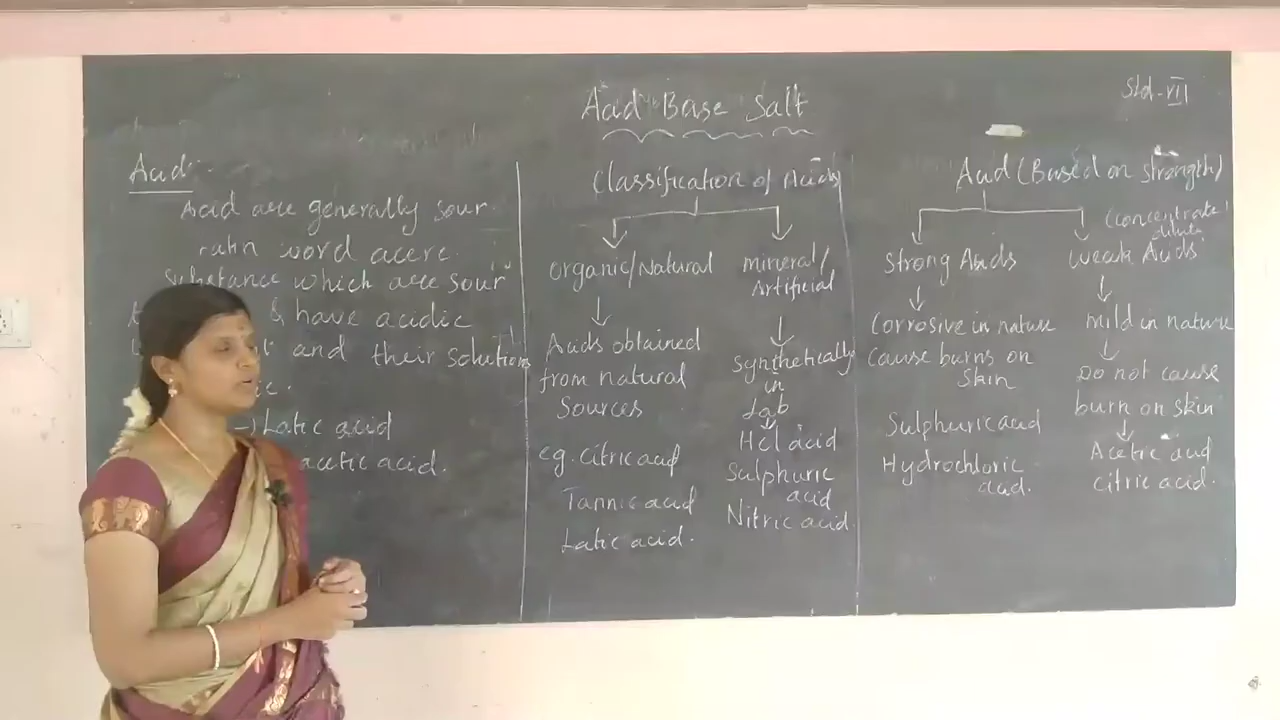 Acid Base Salt
Std-VII
Acid:-
Acid are generally sour.
word acere.
Substance which are sour in
& have acidic
and their solutions
ic.
→ Latic acid
acetic acid.
Classification of Acids
Organic/Natural
Acids obtained
from natural
Sources
eg. Citric acid
Tannic acid
Latic acid.
mineral/
Artificial
Synthetically
in
Lab
Hcl acid
Sulphuric
acid
Nitric acid.
Acid (Based on Strength)
(concentrate
dilute
Strong Acids
Corrosive in nature
Cause burns on
Skin
Sulphuric acid
Hydrochloric
acid.
Weak Acids
mild in nature
Do not cause
burn on skin
Acetic acid
Citric acid.